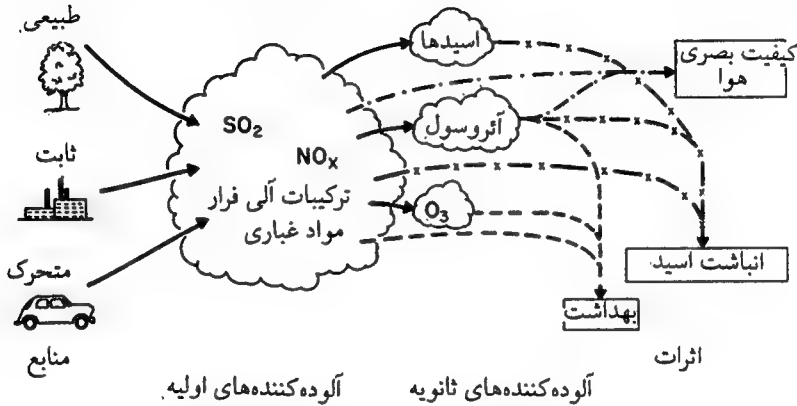 طبیعی
ثابت
متحرک
منابع
SO₂
NOₓ
ترکیبات آلی فرار
مواد غباری
آلوده‌کننده‌های اولیه
اسیدها
آئروسول
O₃
آلوده‌کننده‌های ثانویه
کیفیت بصری
هوا
انباشت اسید
بهداشت
اثرات